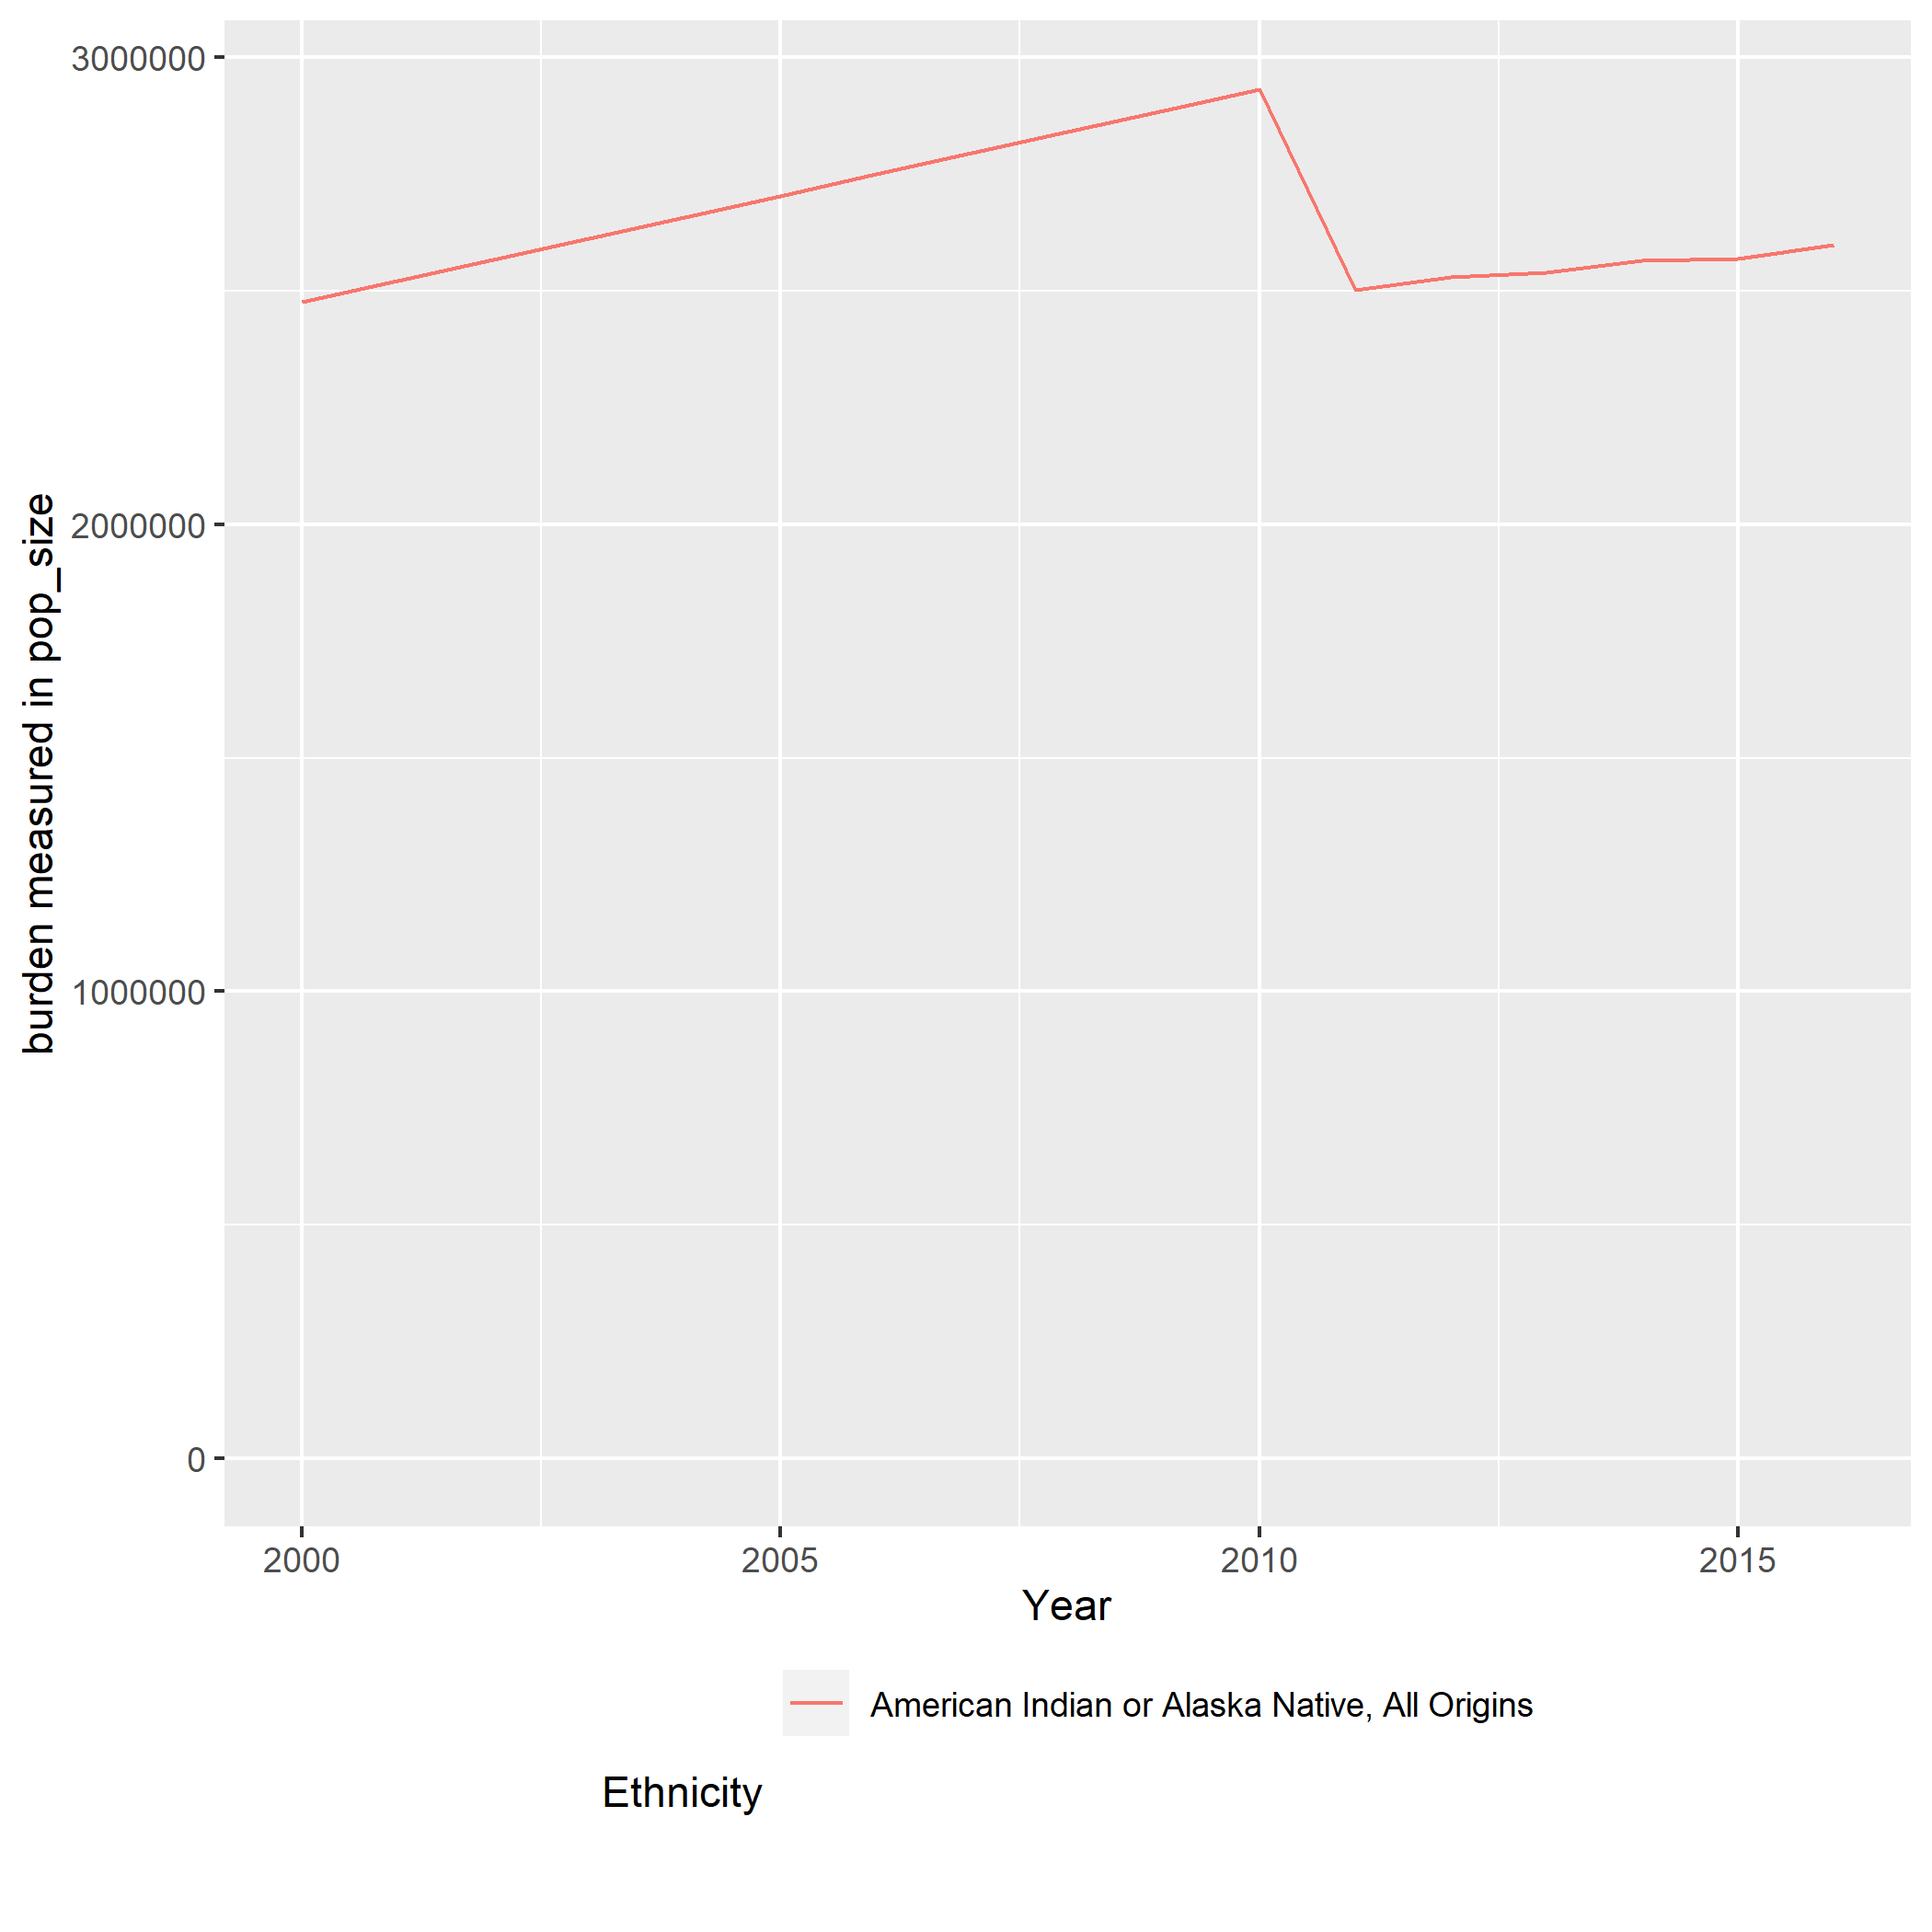 3000000
2000000
1000000
0
burden measured in pop_size
2000
2005
2010
2015
Year
American Indian or Alaska Native, All Origins
Ethnicity